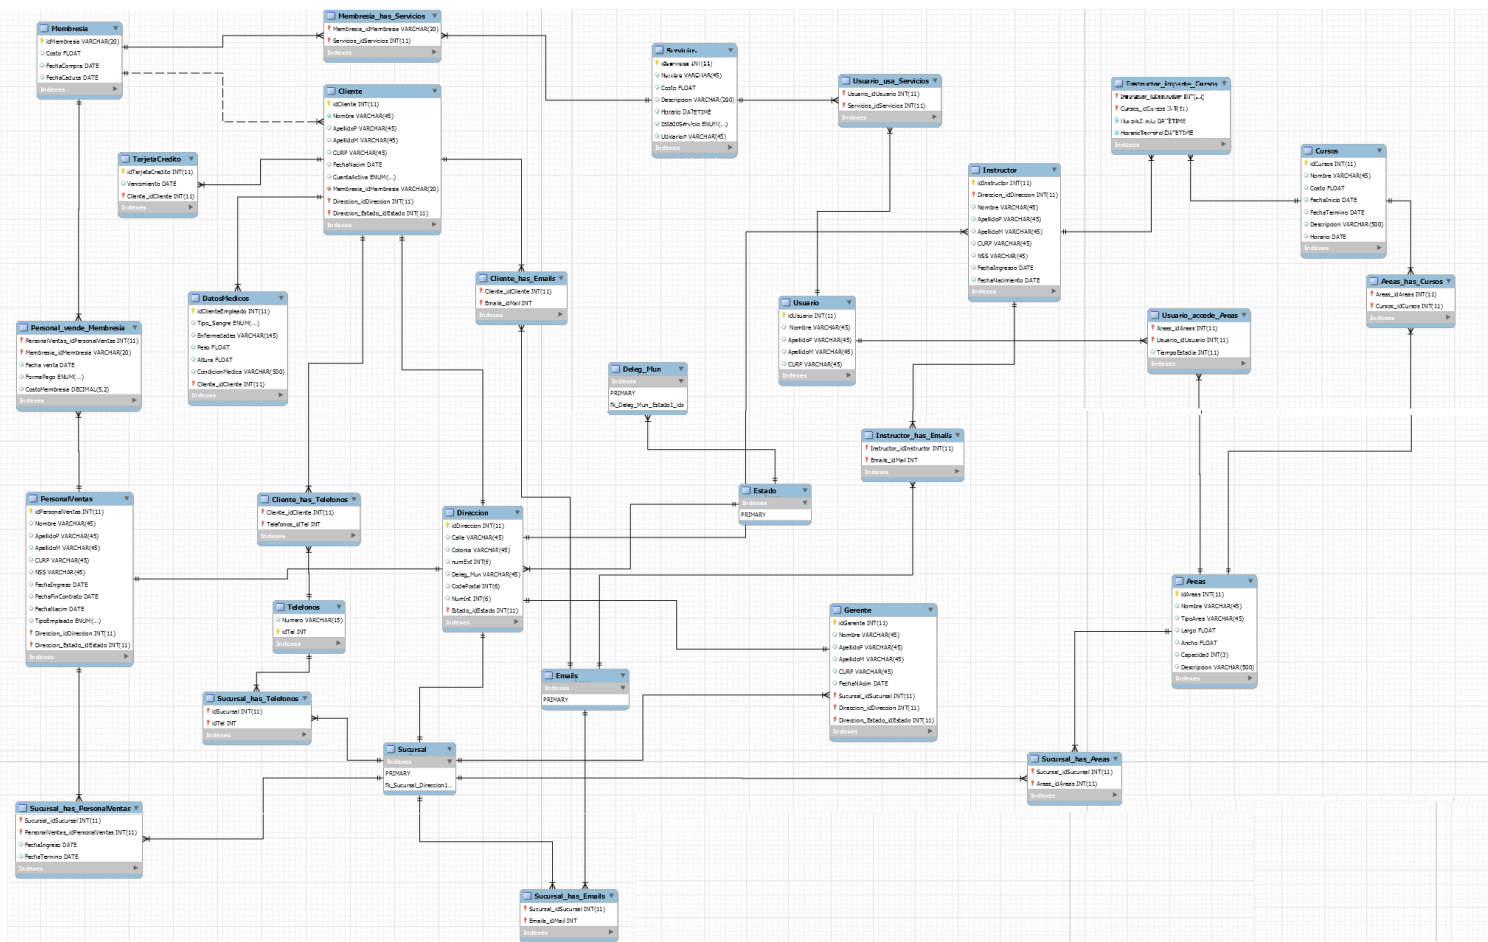 Membresia
idMembresia VARCHAR(20)
Costo FLOAT
FechaCompra DATE
FechaCaduca DATE
Indexes
Membresia_has_Servicios
Membresia_idMembresia VARCHAR(20)
Servicios_idServicios INT(11)
Indexes
Cliente
idCliente INT(11)
Nombre VARCHAR(45)
ApellidoP VARCHAR(45)
ApellidoM VARCHAR(45)
CURP VARCHAR(45)
FechaNacim DATE
CuentaActiva ENUM(...)
Membresia_idMembresia VARCHAR(20)
Direccion_idDireccion INT(11)
Direccion_Estado_idEstado INT(11)
Indexes
Servicios
INT(11)
Nombre VARCHAR(45)
Costo FLOAT
Descripcion VARCHAR(200)
Horario DATETIME
EstadoServicio ENUM(...)
Ubicacion VARCHAR(45)
Indexes
Usuario_usa_Servicios
Usuario_idUsuario INT(11)
Servicios_idServicios INT(11)
Indexes
Instructor_imparte_Cursos
Cursos_idCursos INT(11)
HorarioInicio DATETIME
HorarioTermino DATETIME
Indexes
Cursos
idCursos INT(11)
Nombre VARCHAR(45)
Costo FLOAT
FechaInicio DATE
FechaTermino DATE
Descripcion VARCHAR(500)
Horario DATE
Indexes
TarjetaCredito
idTarjetaCredito INT(11)
Vencimiento DATE
Cliente_idCliente INT(11)
Indexes
Instructor
idInstructor INT(11)
Direccion_idDireccion INT(11)
Nombre VARCHAR(45)
ApellidoP VARCHAR(45)
ApellidoM VARCHAR(45)
CURP VARCHAR(45)
NSS VARCHAR(45)
FechaIngreso DATE
FechaNacimiento DATE
Indexes
Cliente_has_Emails
Cliente_idCliente INT(11)
Emails_idMail INT
Indexes
Areas_has_Cursos
Areas_idAreas INT(11)
Cursos_idCursos INT(11)
Indexes
DatosMedicos
idClienteEmpleado INT(11)
Tipo_Sangre ENUM(...)
Enfermedades VARCHAR(145)
Peso FLOAT
Altura FLOAT
CondicionMedica VARCHAR(500)
Cliente_idCliente INT(11)
Indexes
Usuario
idUsuario INT(11)
Nombre VARCHAR(45)
ApellidoP VARCHAR(45)
ApellidoM VARCHAR(45)
CURP VARCHAR(45)
Indexes
Usuario_accede_Areas
Areas_idAreas INT(11)
Usuario_idUsuario INT(11)
TiempoEstadia INT(11)
Indexes
Personal_vende_Membresia
PersonalVentas_idPersonalVentas INT(11)
Membresia_idMembresia VARCHAR(20)
Fecha venta DATE
FormaPago ENUM(...)
CostoMembresia DECIMAL(5,2)
Indexes
Deleg_Mun
Indexes
PRIMARY
fk_Deleg_Mun_Estado1_idx
Instructor_has_Emails
Instructor_idInstructor INT(11)
Emails_idMail INT
Indexes
Estado
Indexes
PRIMARY
PersonalVentas
idPersonalVentas INT(11)
Nombre VARCHAR(45)
ApellidoP VARCHAR(45)
ApellidoM VARCHAR(45)
CURP VARCHAR(45)
NSS VARCHAR(45)
FechaIngreso DATE
FechaFinContrato DATE
FechaNacim DATE
TipoEmpleado ENUM(...)
Direccion_idDireccion INT(11)
Direccion_Estado_idEstado INT(11)
Indexes
Cliente_has_Telefonos
Cliente_idCliente INT(11)
Telefonos_idTel INT
Indexes
Direccion
idDireccion INT(11)
Calle VARCHAR(45)
Colonia VARCHAR(45)
numExt INT(6)
Deleg_Mun VARCHAR(45)
CodePostal INT(6)
NumInt INT(6)
Estado_idEstado INT(11)
Indexes
Areas
idAreas INT(11)
Nombre VARCHAR(45)
TipoArea VARCHAR(45)
Largo FLOAT
Ancho FLOAT
Capacidad INT(3)
Descripcion VARCHAR(500)
Indexes
Telefonos
Numero VARCHAR(15)
idTel INT
Indexes
Gerente
idGerente INT(11)
Nombre VARCHAR(45)
ApellidoP VARCHAR(45)
ApellidoM VARCHAR(45)
CURP VARCHAR(45)
FechaNAcim DATE
Sucursal_idSucursal INT(11)
Direccion_idDireccion INT(11)
Direccion_Estado_idEstado INT(11)
Indexes
Emails
Indexes
PRIMARY
Sucursal_has_Telefonos
idSucursal INT(11)
idTel INT
Indexes
Sucursal
Indexes
PRIMARY
fk_Sucursal_Direccion1...
Sucursal_has_Areas
Sucursal_idSucursal INT(11)
Areas_idAreas INT(11)
Indexes
Sucursal_has_PersonalVentas
Sucursal_idSucursal INT(11)
PersonalVentas_idPersonalVentas INT(11)
FechaIngreso DATE
FechaTermino DATE
Indexes
Sucursal_has_Emails
Sucursal_idSucursal INT(11)
Emails_idMail INT
Indexes